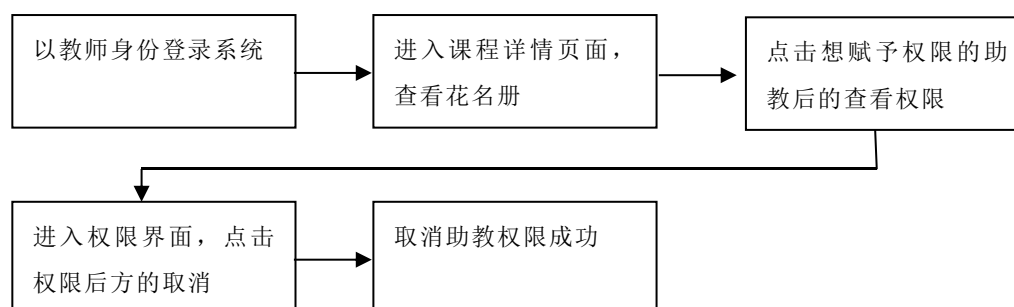 以教师身份登录系统
进入课程详情页面，
查看花名册
点击想赋予权限的助
教后的查看权限
进入权限界面，点击
权限后方的取消
取消助教权限成功